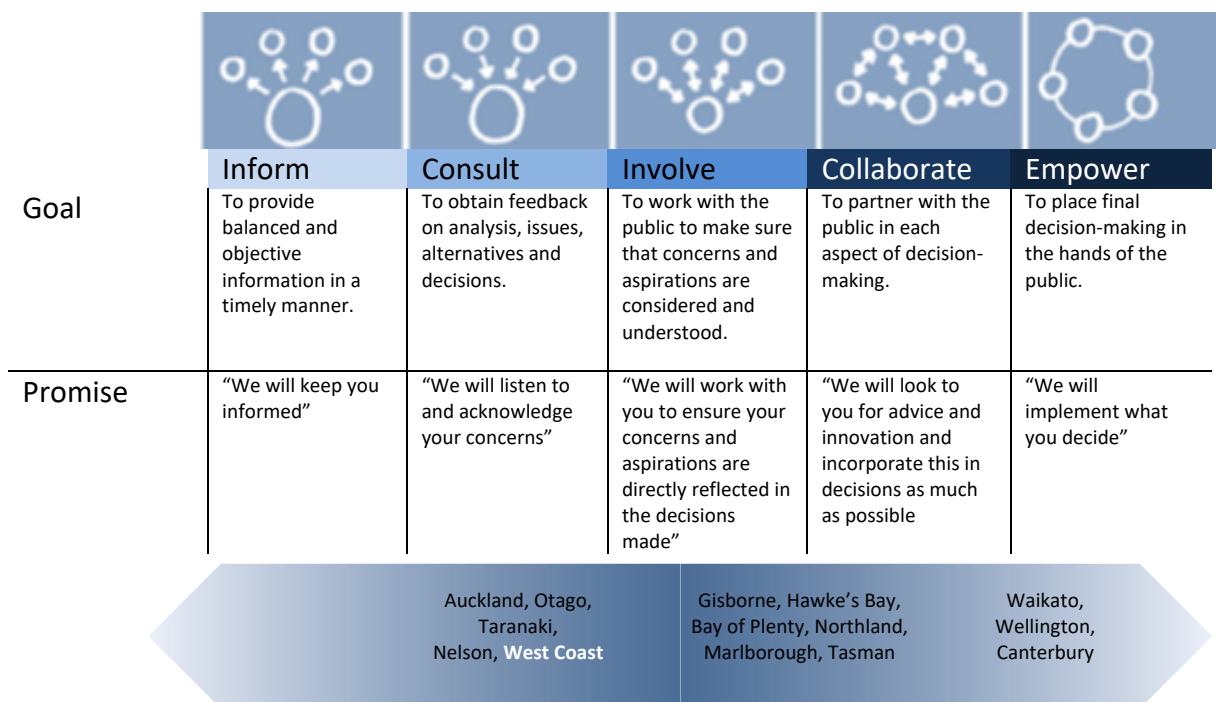 Inform
Consult
Involve
Collaborate
Empower
Goal
To provide
balanced and
objective
information in a
timely manner.
To obtain feedback
on analysis, issues,
alternatives and
decisions.
To work with the
public to make sure
that concerns and
aspirations are
considered and
understood.
To partner with the
public in each
aspect of decision-
making.
To place final
decision-making in
the hands of the
public.
Promise
“We will keep you
informed”
“We will listen to
and acknowledge
your concerns”
“We will work with
you to ensure your
concerns and
aspirations are
directly reflected in
the decisions
made”
“We will look to
you for advice and
innovation and
incorporate this in
decisions as much
as possible
“We will
implement what
you decide”
Auckland, Otago,
Taranaki,
Nelson, West Coast
Gisborne, Hawke’s Bay,
Bay of Plenty, Northland,
Marlborough, Tasman
Waikato,
Wellington,
Canterbury